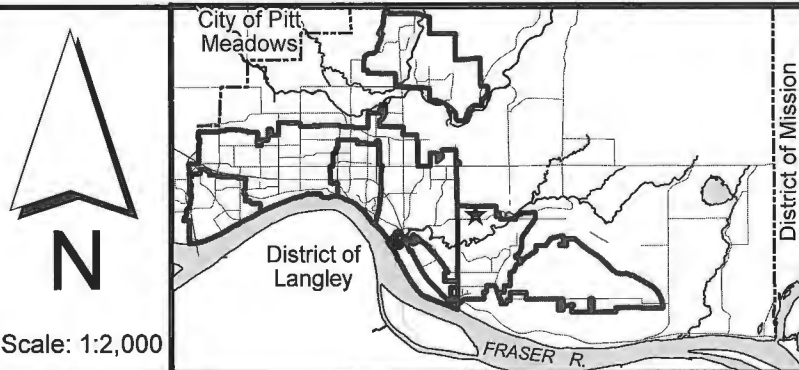 City of Pitt
Meadows
District of Mission
N
District of
Langley
Scale: 1:2,000
FRASER R.